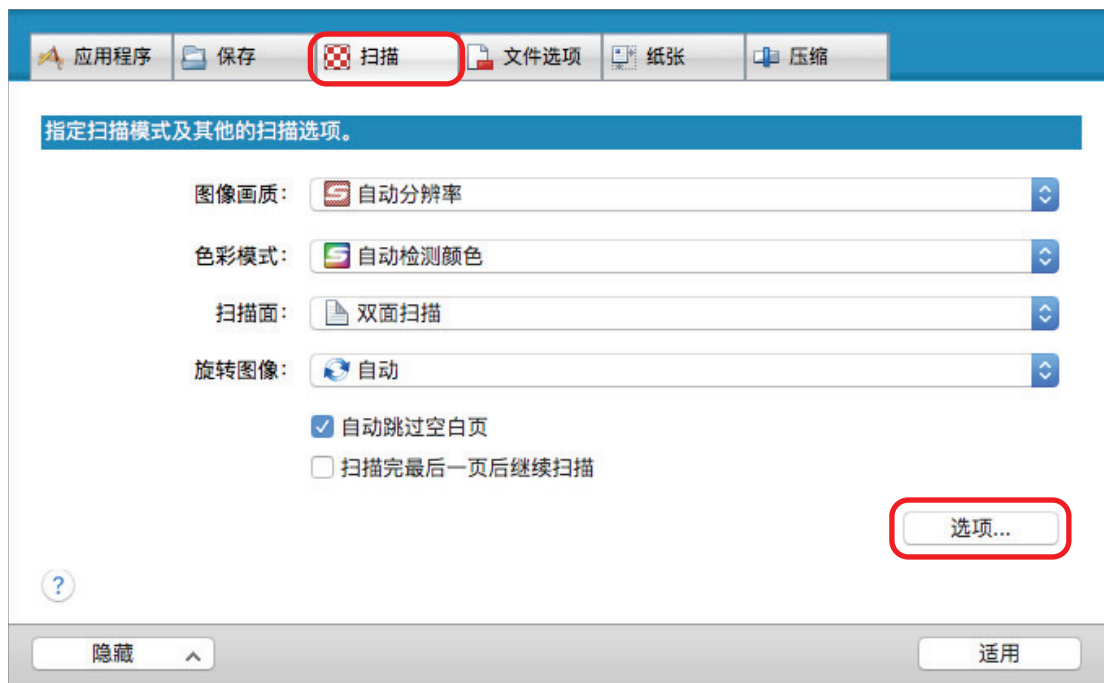 应用程序 保存 扫描 文件选项 纸张 压缩
指定扫描模式及其他的扫描选项。
图像画质: 自动分辨率
色彩模式: 自动检测颜色
扫描面: 双面扫描
旋转图像: 自动
自动跳过空白页
扫描完最后一页后继续扫描
选项...
?
隐藏 适用